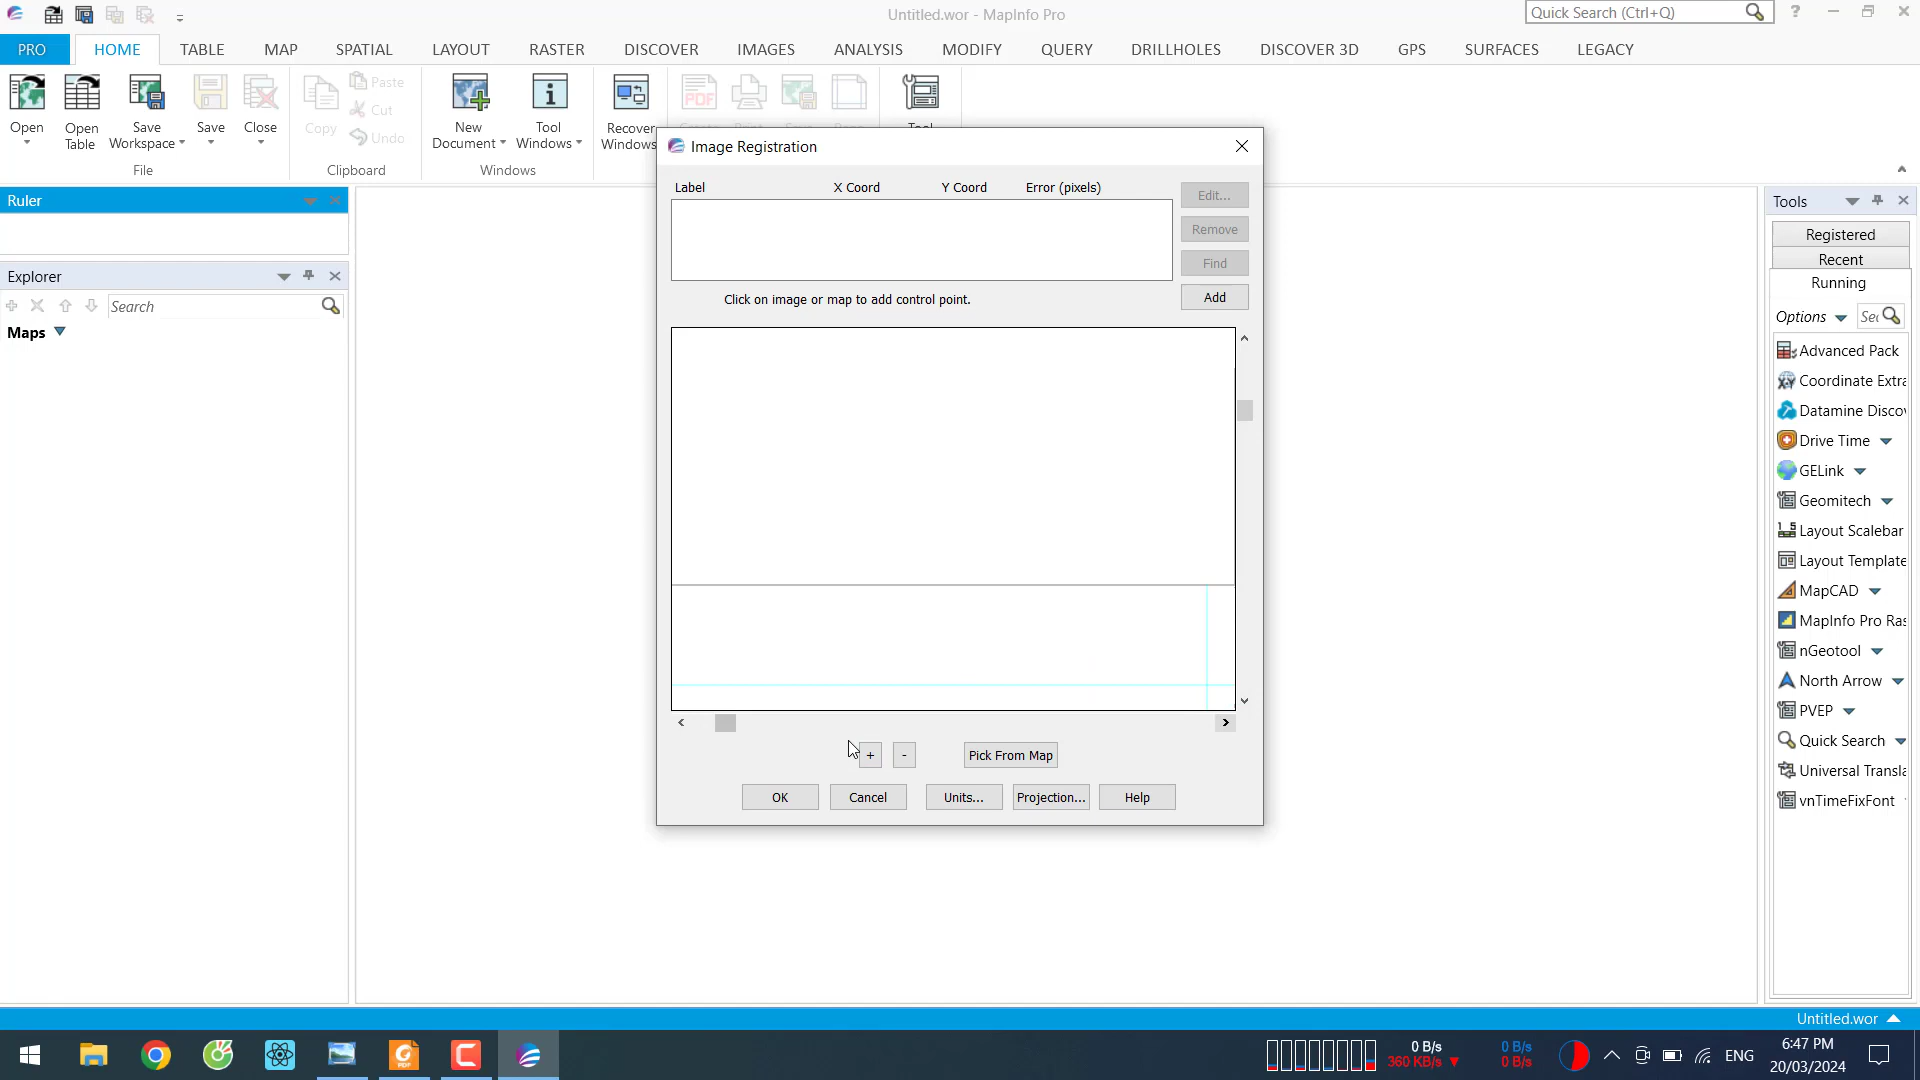 Untitled.wor - MapInfo Pro
Quick Search (Ctrl+Q)
PRO HOME TABLE MAP SPATIAL LAYOUT RASTER DISCOVER IMAGES ANALYSIS MODIFY QUERY DRILLHOLES DISCOVER 3D GPS SURFACES LEGACY
Open
Open Table
Save Workspace
Save
Close
Copy
Paste
Cut
Undo
New Document
Tool Windows
Recover Windows
PDF
Tool
File
Clipboard
Windows
Image Registration
Label X Coord Y Coord Error (pixels)
Edit...
Remove
Find
Add
Click on image or map to add control point.
+ - Pick From Map
OK Cancel Units... Projection... Help
Ruler
Explorer
Search
Maps
Tools
Registered
Recent
Running
Options
Advanced Pack
Coordinate Extra
Datamine Disco
Drive Time
GELink
Geomitech
Layout Scalebar
Layout Template
MapCAD
MapInfo Pro Ras
nGeotool
North Arrow
PVEP
Quick Search
Universal Transla
vnTimeFixFont
Untitled.wor
0 B/s
360 KB/s
0 B/s
0 B/s
ENG
6:47 PM
20/03/2024